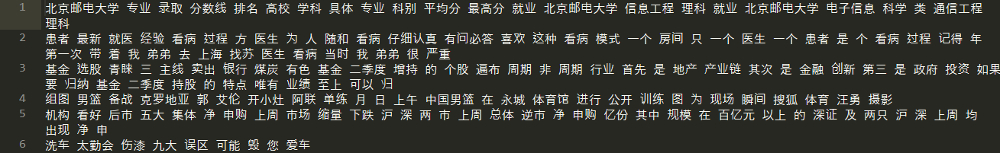 1 北京邮电大学 专业 录取 分数线 排名 高校 学科 具体 专业 科别 平均分 最高分 就业 北京邮电大学 信息工程 理科 就业 北京邮电大学 电子信息 科学 类 通信工程
理科
2 患者 最新 就医 经验 看病 过程 方 医生 为 人 随和 看病 仔细认真 有问必答 喜欢 这种 看病 模式 一个 房间 只 一个 医生 一个 患者 是 个 看病 过程 记得 年
第一次 带 着 我 弟弟 去 上海 找苏 医生 看病 当时 我 弟弟 很 严重
3 基金 选股 青睐 三 主线 卖出 银行 煤炭 有色 基金 二季度 增持 的 个股 遍布 周期 非 周期 行业 首先 是 地产 产业链 其次 是 金融 创新 第三 是 政府 投资 如果
要 归纳 基金 二季度 持股 的 特点 唯有 业绩 至上 可以 归
4 组图 男篮 备战 克罗地亚 郭 艾伦 开小灶 阿联 单练 月 日 上午 中国男篮 在 永城 体育馆 进行 公开 训练 图 为 现场 瞬间 搜狐 体育 汪勇 摄影
5 机构 看好 后市 五大 集体 净 申购 上周 市场 缩量 下跌 沪 深 两 市 上周 总体 逆市 净 申购 亿份 其中 规模 在 百亿元 以上 的 深证 及 两只 沪 深 上周 均
出现 净 申
6 洗车 太勤会 伤漆 九大 误区 可能 毁 您 爱车